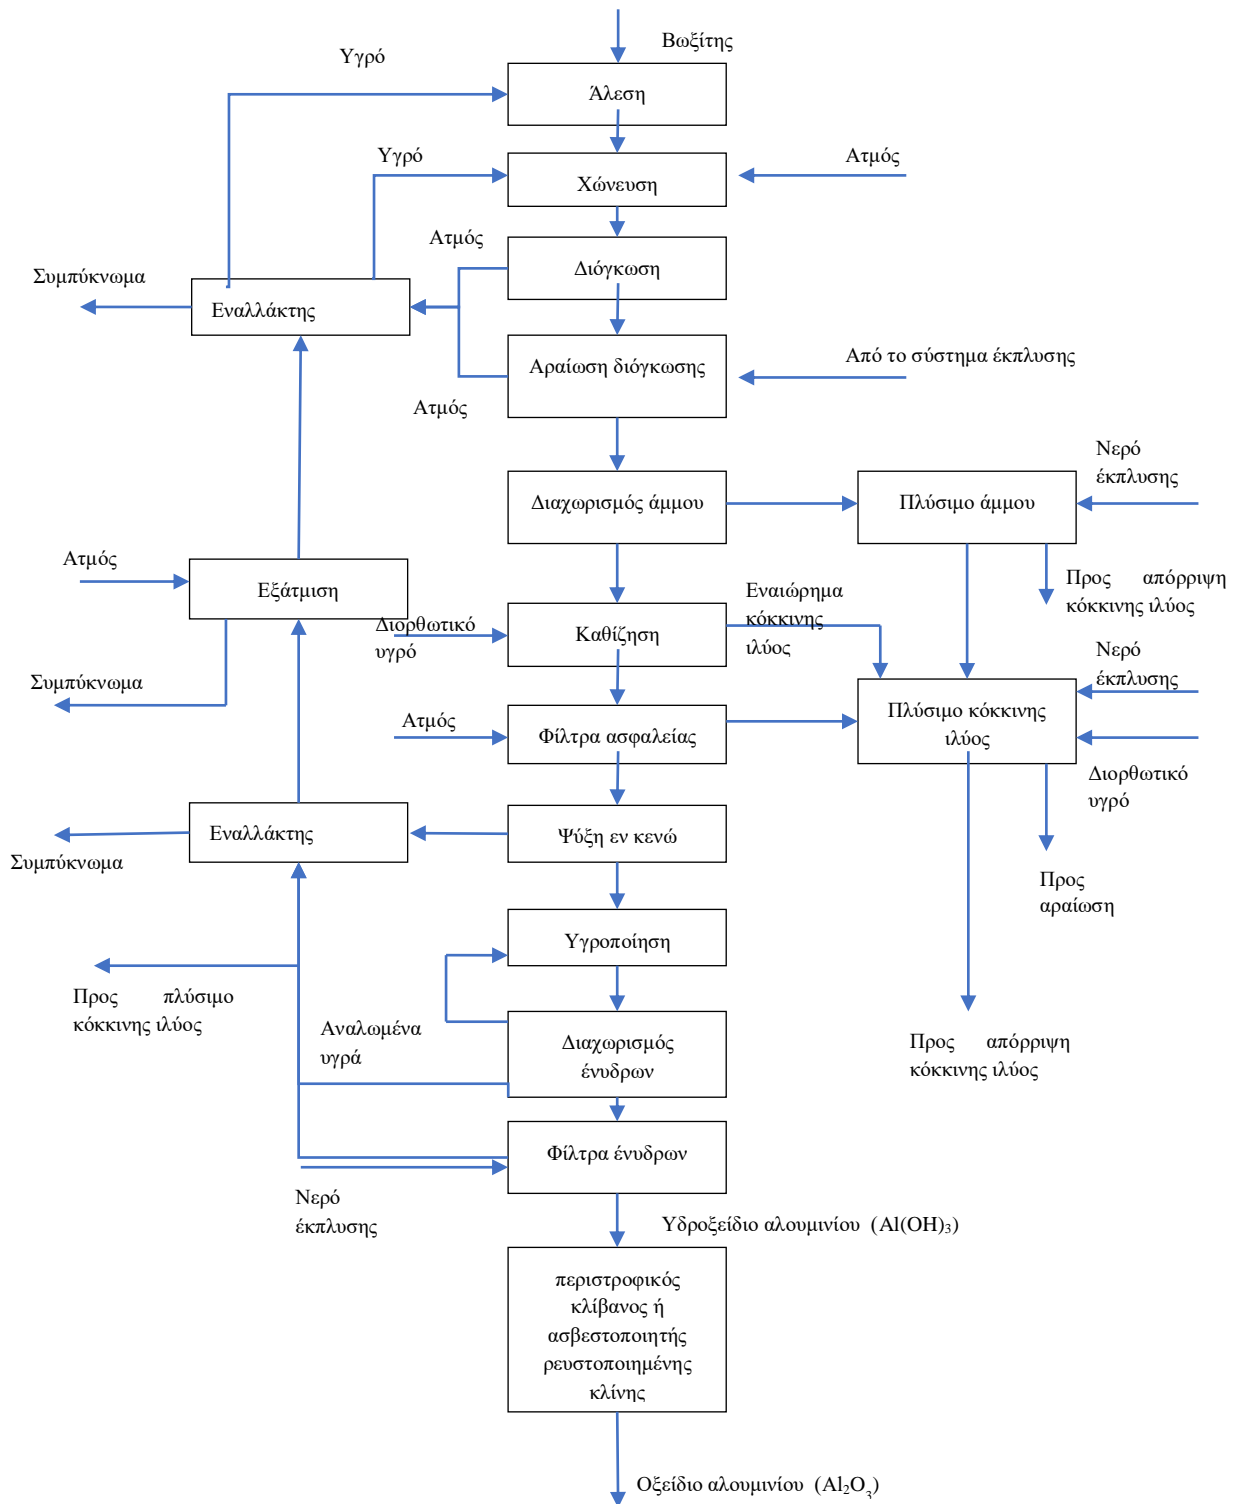 Βωξίτης
Υγρό
Άλεση
Υγρό
Ατμός
Χώνευση
Ατμός
Διόγκωση
Συμπύκνωμα
Εναλλάκτης
Από το σύστημα έκπλυσης
Αραίωση διόγκωσης
Ατμός
Νερό
έκπλυσης
Διαχωρισμός άμμου
Πλύσιμο άμμου
Ατμός
Εξάτμιση
Προς απόρριψη
κόκκινης ιλύος
Διορθωτικό
υγρό
Καθίζηση
Εναιώρημα
κόκκινης
ιλύος
Νερό
έκπλυσης
Συμπύκνωμα
Ατμός
Φίλτρα ασφαλείας
Πλύσιμο κόκκινης
ιλύος
Διορθωτικό
υγρό
Εναλλάκτης
Ψύξη εν κενώ
Συμπύκνωμα
Προς
αραίωση
Υγροποίηση
Προς πλύσιμο
κόκκινης ιλύος
Αναλωμένα
υγρά
Διαχωρισμός
ένυδρων
Προς απόρριψη
κόκκινης ιλύος
Φίλτρα ένυδρων
Νερό
έκπλυσης
Υδροξείδιο αλουμινίου (Al(OH)₃)
περιστροφικός
κλίβανος ή
ασβεστοποιητής
ρευστοποιημένης
κλίνης
Οξείδιο αλουμινίου (Al₂O₃)